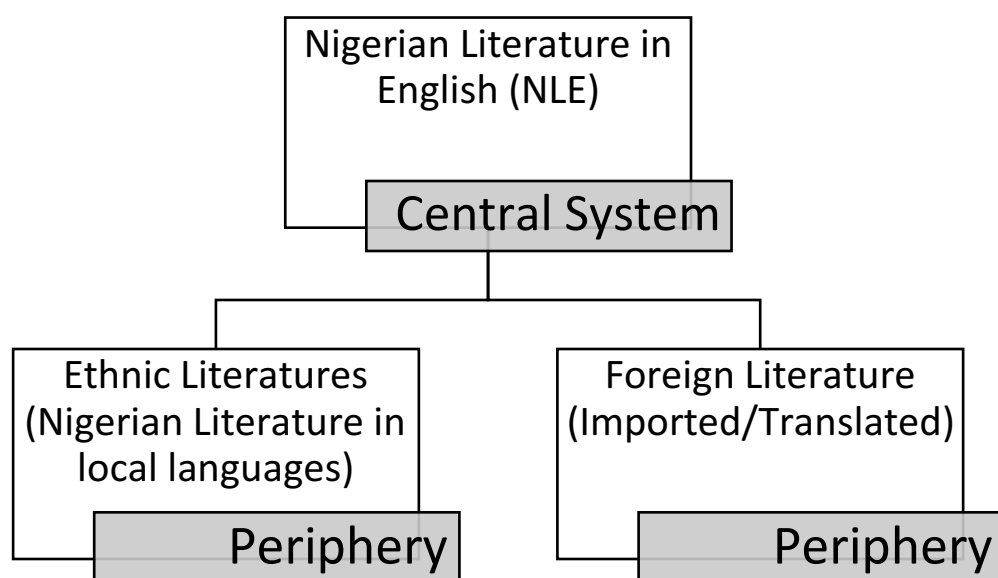 Nigerian Literature in
English (NLE)
Central System
Ethnic Literatures
(Nigerian Literature in
local languages)
Periphery
Foreign Literature
(Imported/Translated)
Periphery